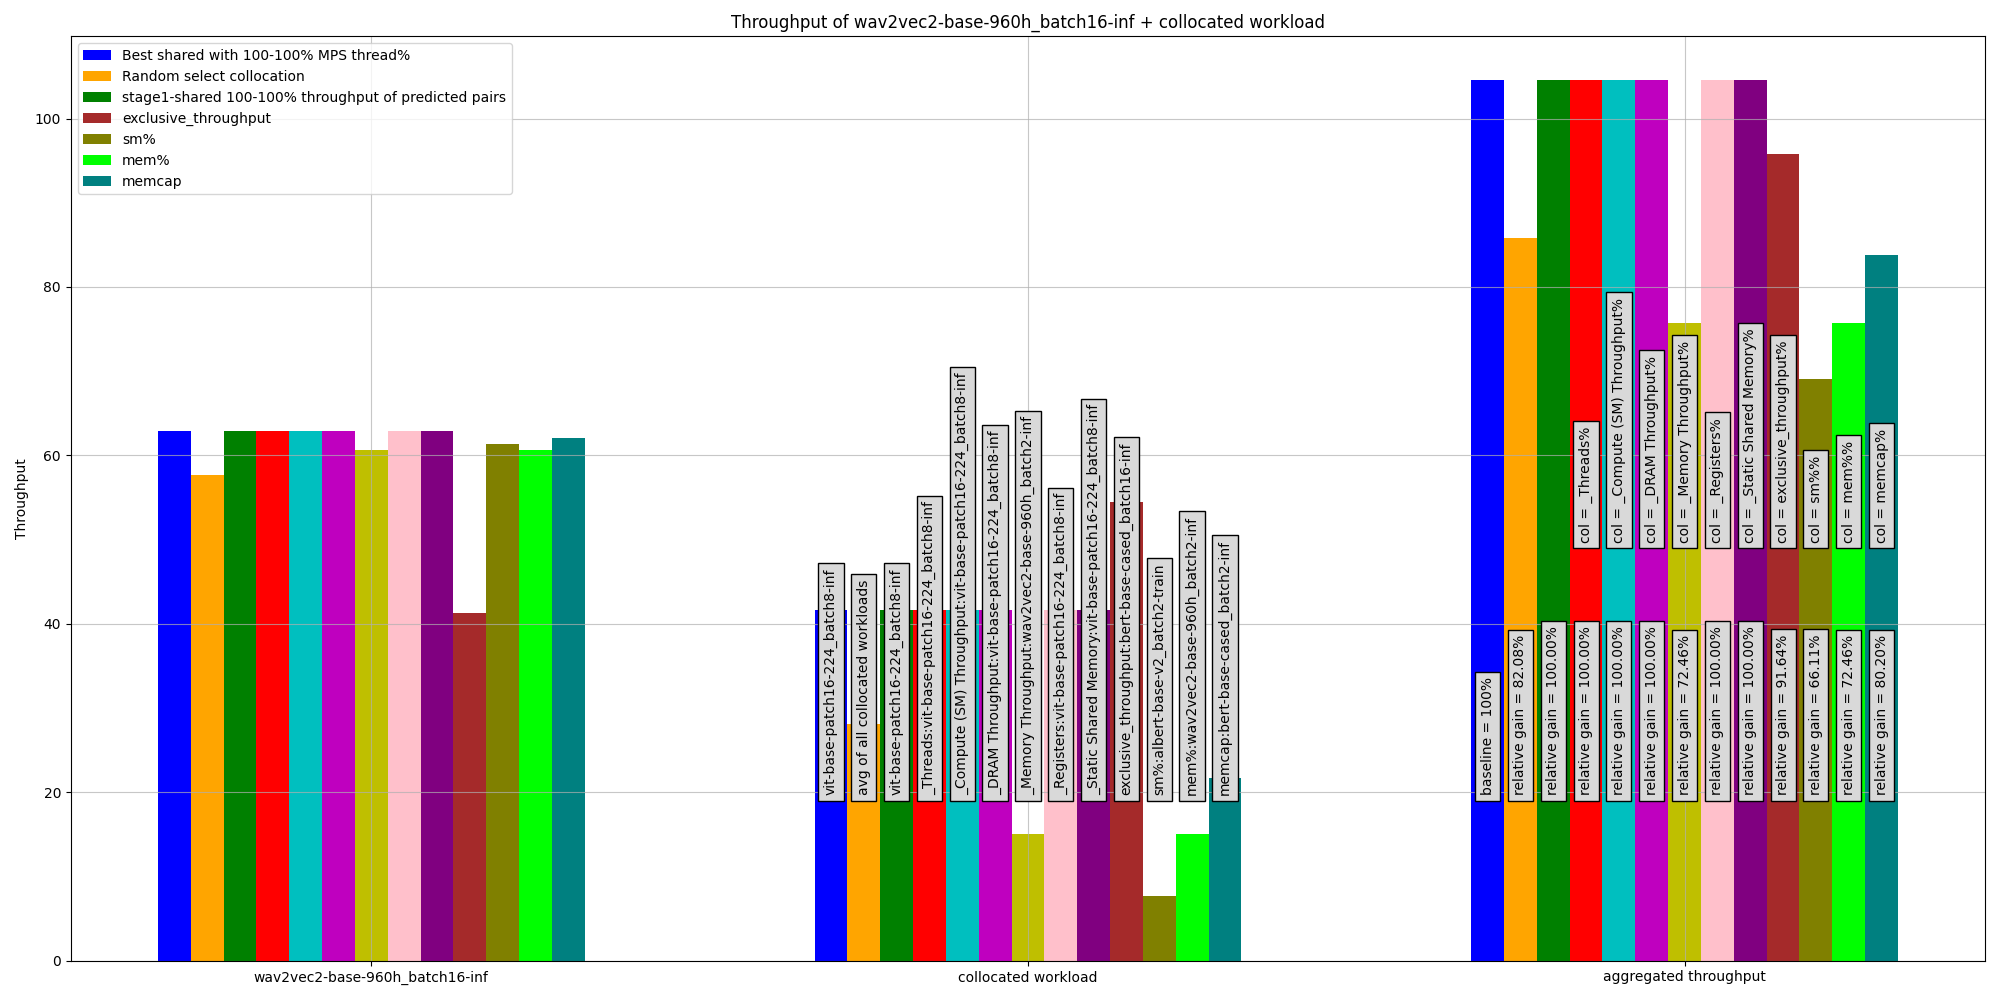 Throughput of wav2vec2-base-960h_batch16-inf + collocated workload
Best shared with 100-100% MPS thread%
Random select collocation
stage1-shared 100-100% throughput of predicted pairs
exclusive_throughput
sm%
mem%
memcap
Throughput
100
80
60
40
20
0
vit-base-patch16-224_batch8-inf
avg of all collocated workloads
vit-base-patch16-224_batch8-inf
_Threads:vit-base-patch16-224_batch8-inf
_Compute (SM) Throughput:vit-base-patch16-224_batch8-inf
_DRAM Throughput:vit-base-patch16-224_batch8-inf
_Memory Throughput:wav2vec2-base-960h_batch2-inf
_Registers:vit-base-patch16-224_batch8-inf
_Static Shared Memory:vit-base-patch16-224_batch8-inf
exclusive_throughput:bert-base-cased_batch16-inf
sm%:albert-base-v2_batch2-train
mem%:wav2vec2-base-960h_batch2-inf
memcap:bert-base-cased_batch2-inf
col = _Threads%
col = _Compute (SM) Throughput%
col = _DRAM Throughput%
col = _Memory Throughput%
col = _Registers%
col = _Static Shared Memory%
col = exclusive_throughput%
col = sm%%
col = mem%%
col = memcap%
baseline = 100%
relative gain = 82.08%
relative gain = 100.00%
relative gain = 100.00%
relative gain = 100.00%
relative gain = 100.00%
relative gain = 72.46%
relative gain = 100.00%
relative gain = 100.00%
relative gain = 91.64%
relative gain = 66.11%
relative gain = 72.46%
relative gain = 80.20%
wav2vec2-base-960h_batch16-inf
collocated workload
aggregated throughput